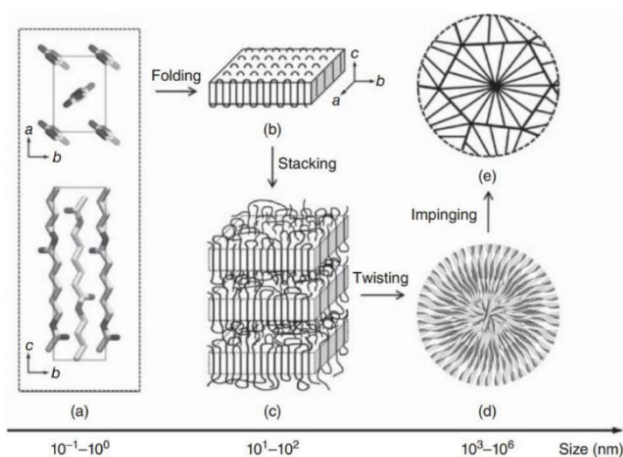 Folding
c
b
a
(b)
Stacking
a
b
c
b
(a)
(c)
Twisting
(e)
Impinging
(d)
10⁻¹–10⁰
10¹–10²
10³–10⁶
Size (nm)